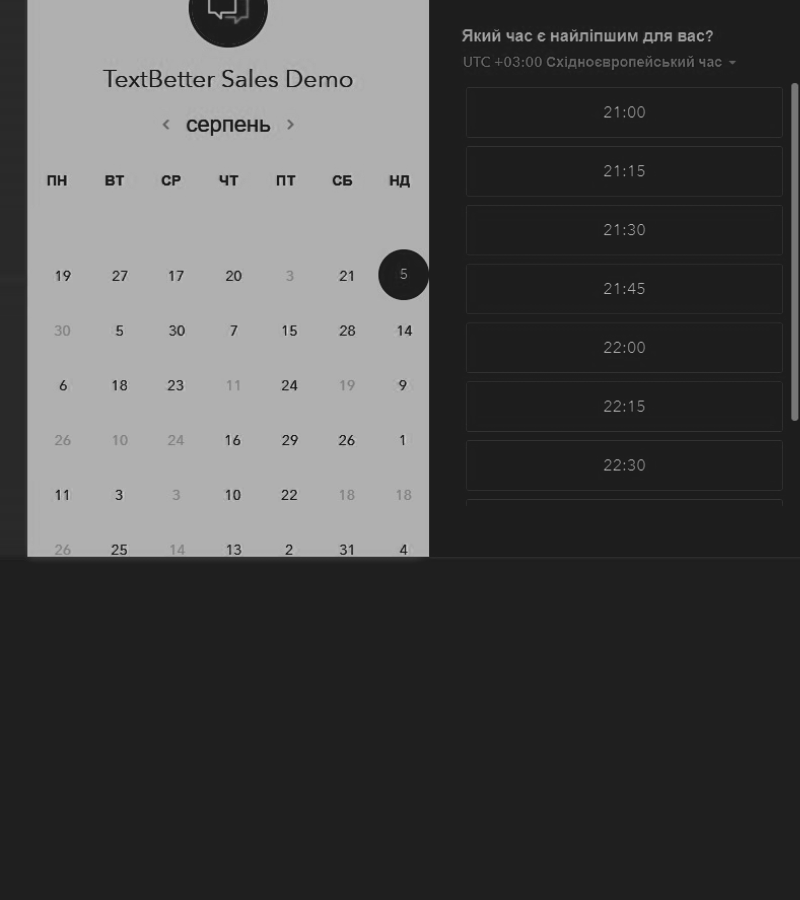 TextBetter Sales Demo
серпень
ПН ВТ СР ЧТ ПТ СБ НД
19 27 17 20 3 21 5
30 5 30 7 15 28 14
6 18 23 11 24 19 9
26 10 24 16 29 26 1
11 3 3 10 22 18 18
26 25 14 13 2 31 4
Який час є найліпшим для вас?
UTC +03:00 Східноєвропейський час
21:00
21:15
21:30
21:45
22:00
22:15
22:30